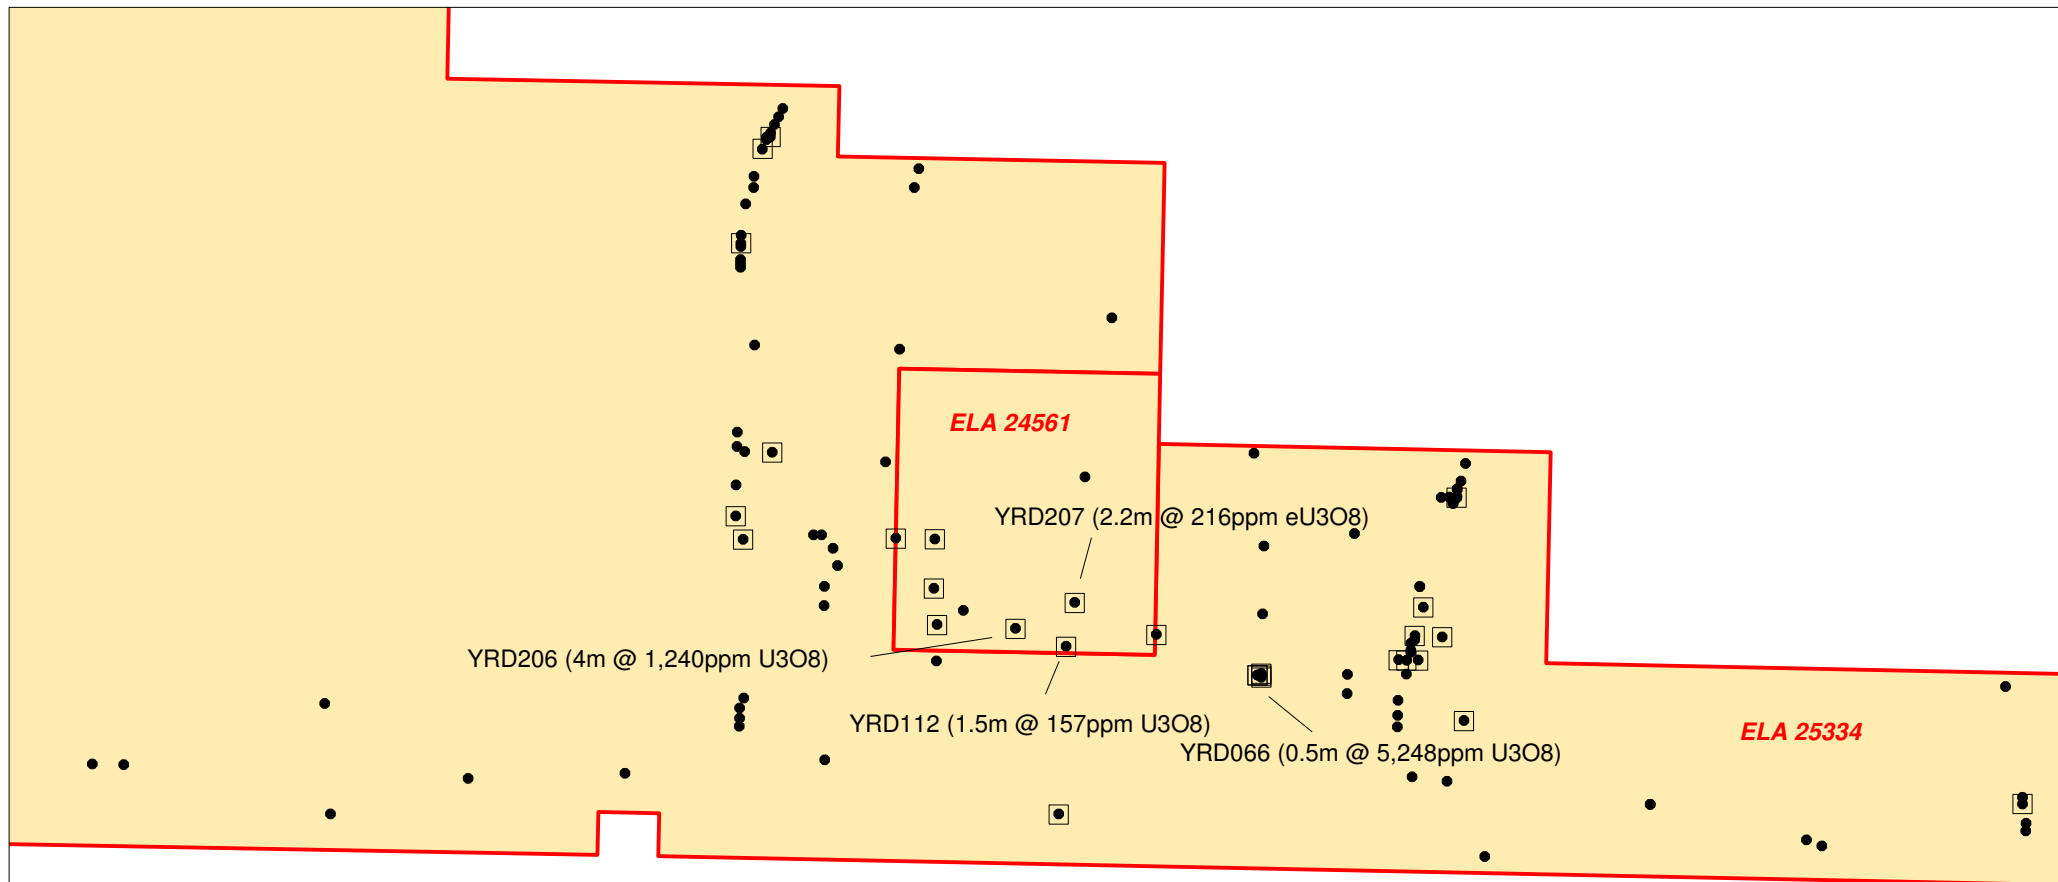 ELA 24561
YRD207 (2.2m @ 216ppm eU3O8)
YRD206 (4m @ 1,240ppm U3O8)
YRD112 (1.5m @ 157ppm U3O8)
ELA 25334
YRD066 (0.5m @ 5,248ppm U3O8)